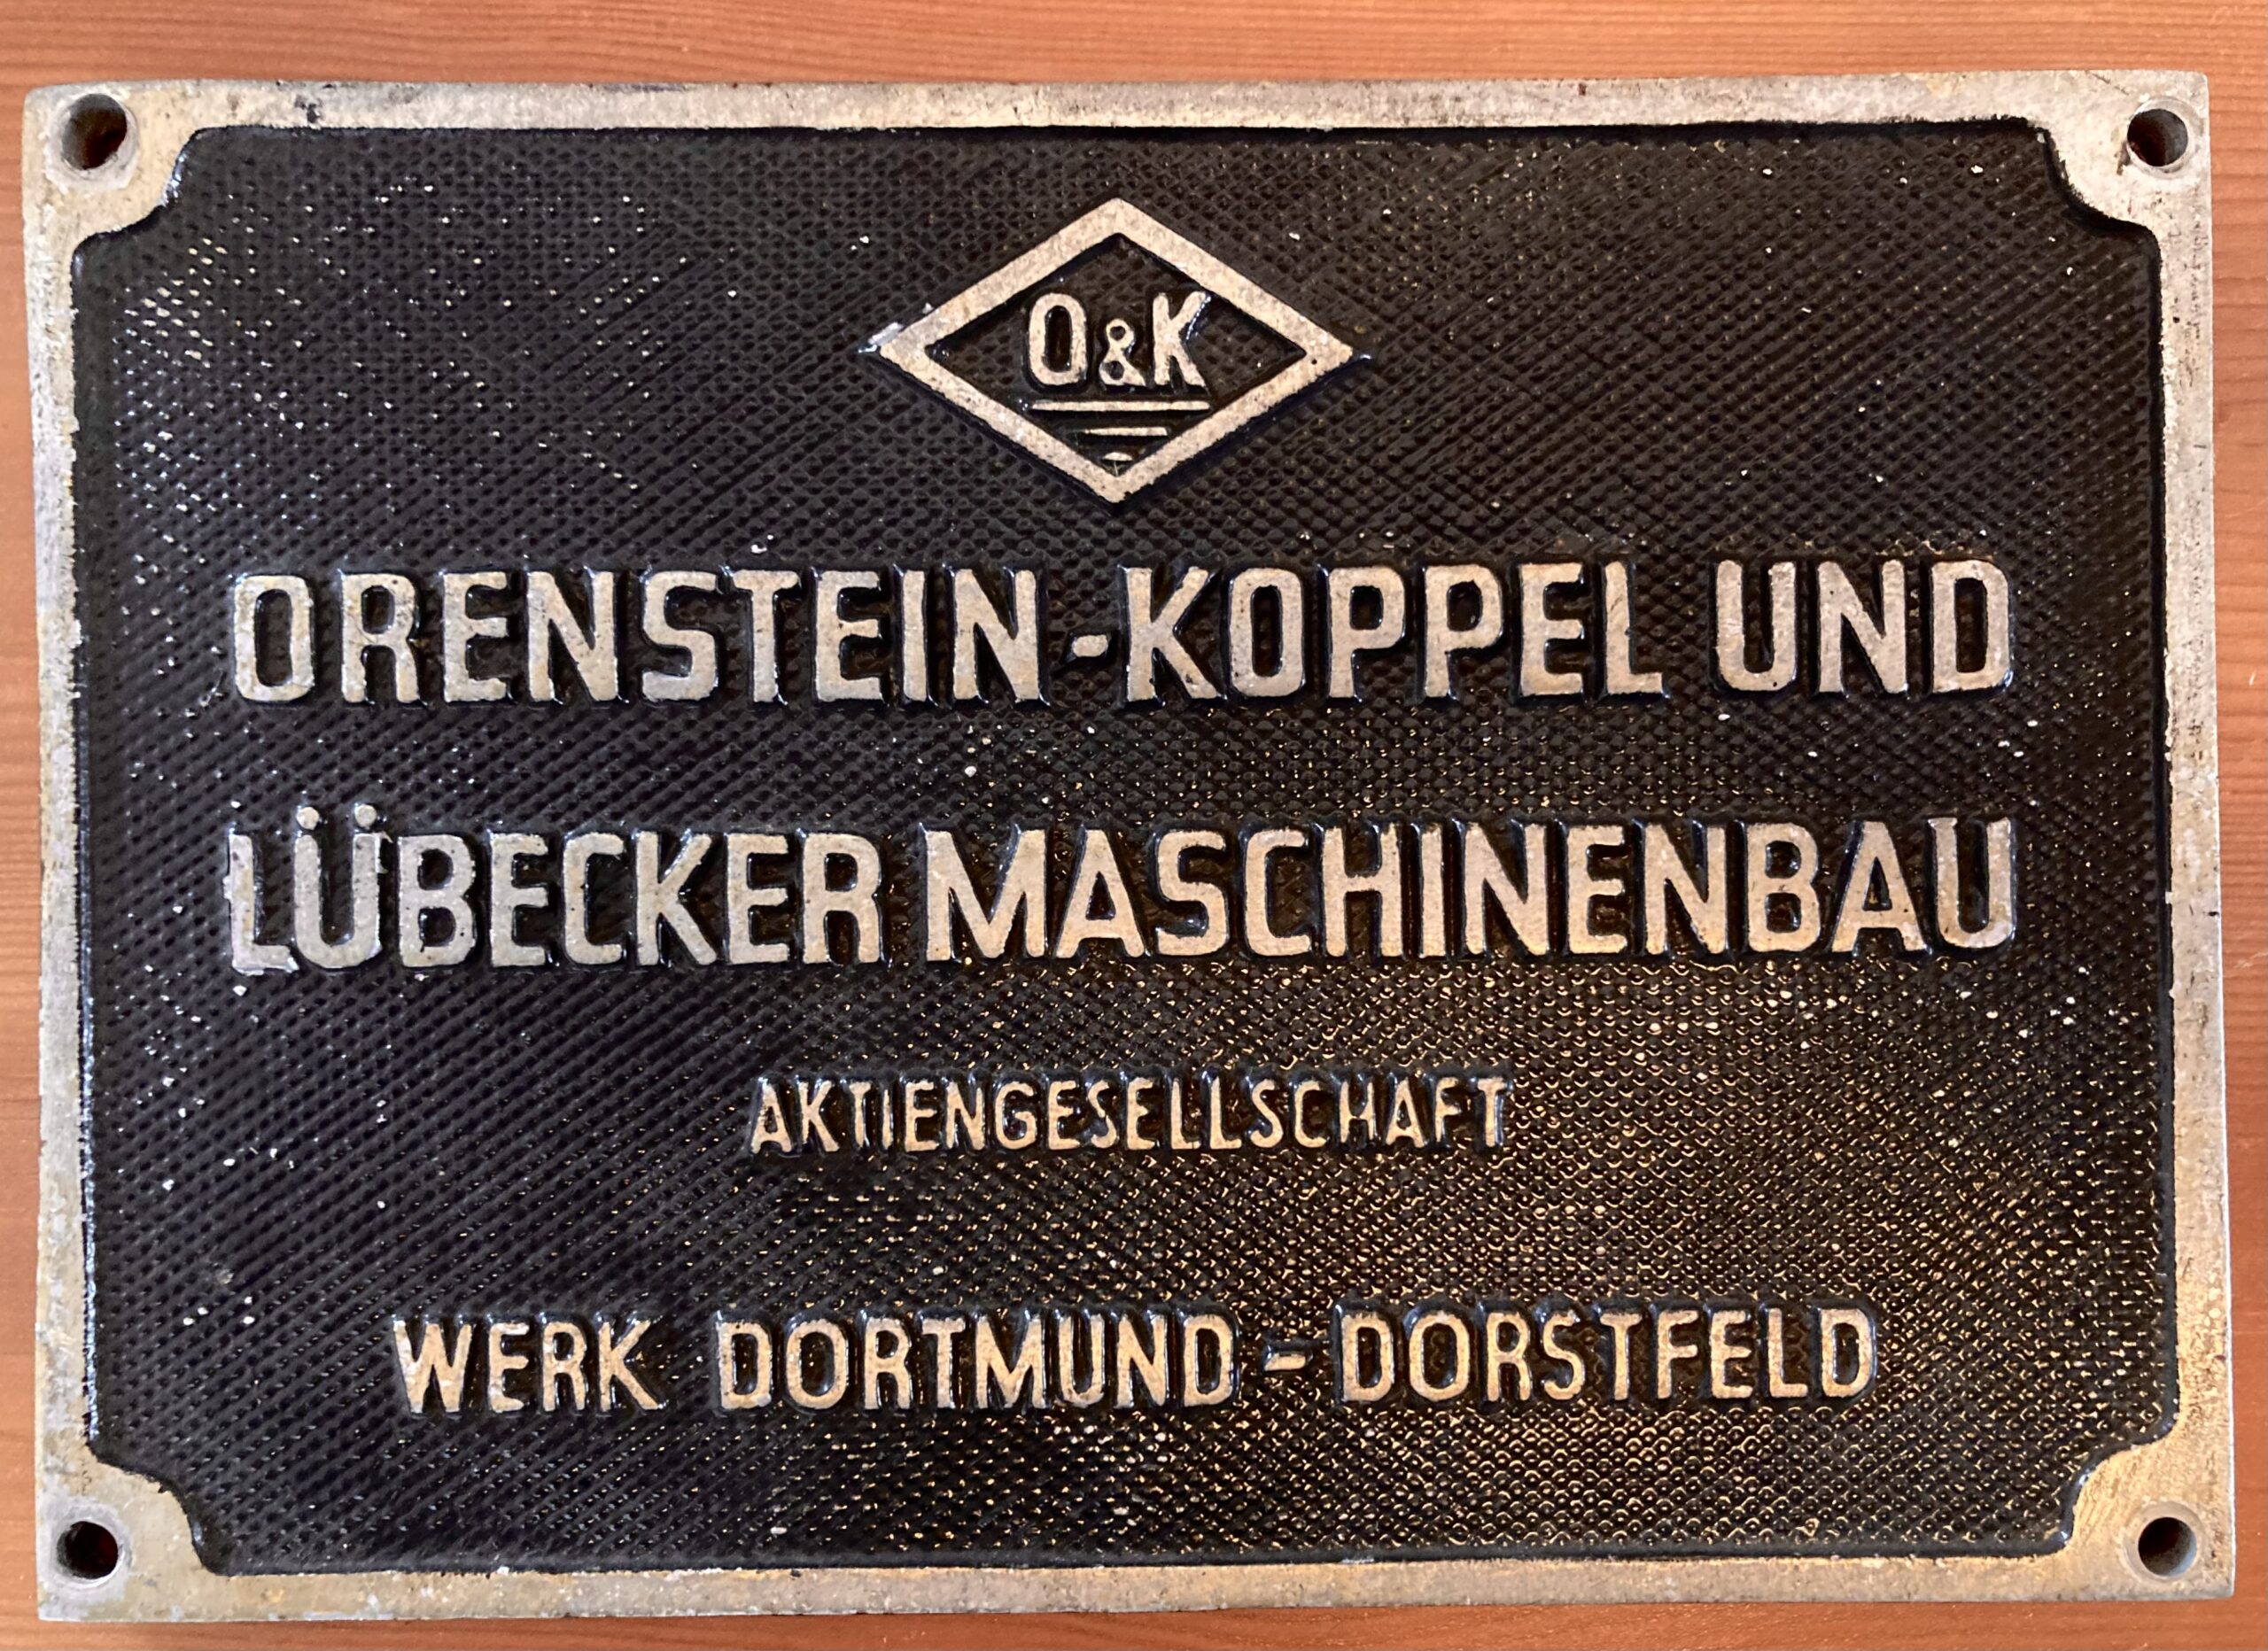 O&K
ORENSTEIN-KOPPEL UND
LÜBECKER MASCHINENBAU
AKTIENGESELLSCHAFT
WERK DORTMUND-DORSTFELD